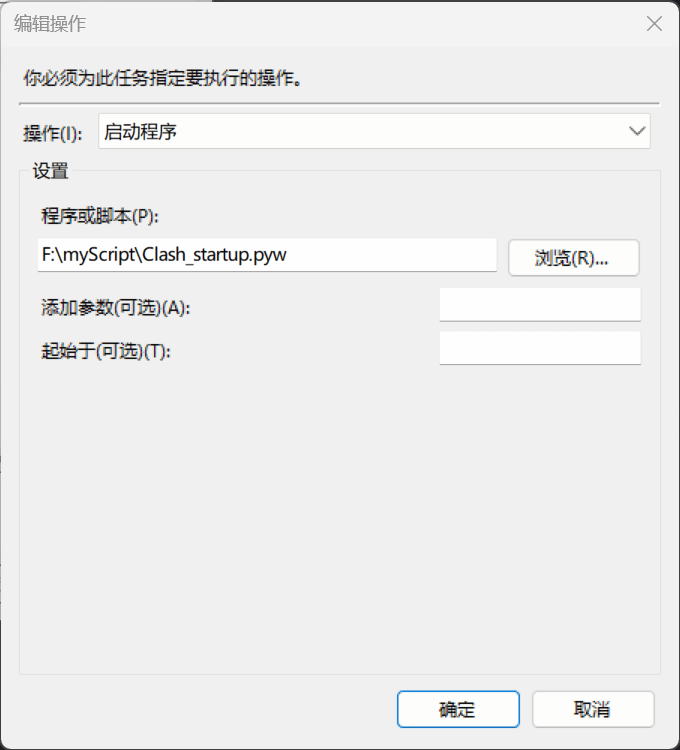 编辑操作
你必须为此任务指定要执行的操作。
操作(I): 启动程序
设置
程序或脚本(P):
F:\myScript\Clash_startup.pyw 浏览(R)...
添加参数(可选)(A):
起始于(可选)(T):
确定 取消